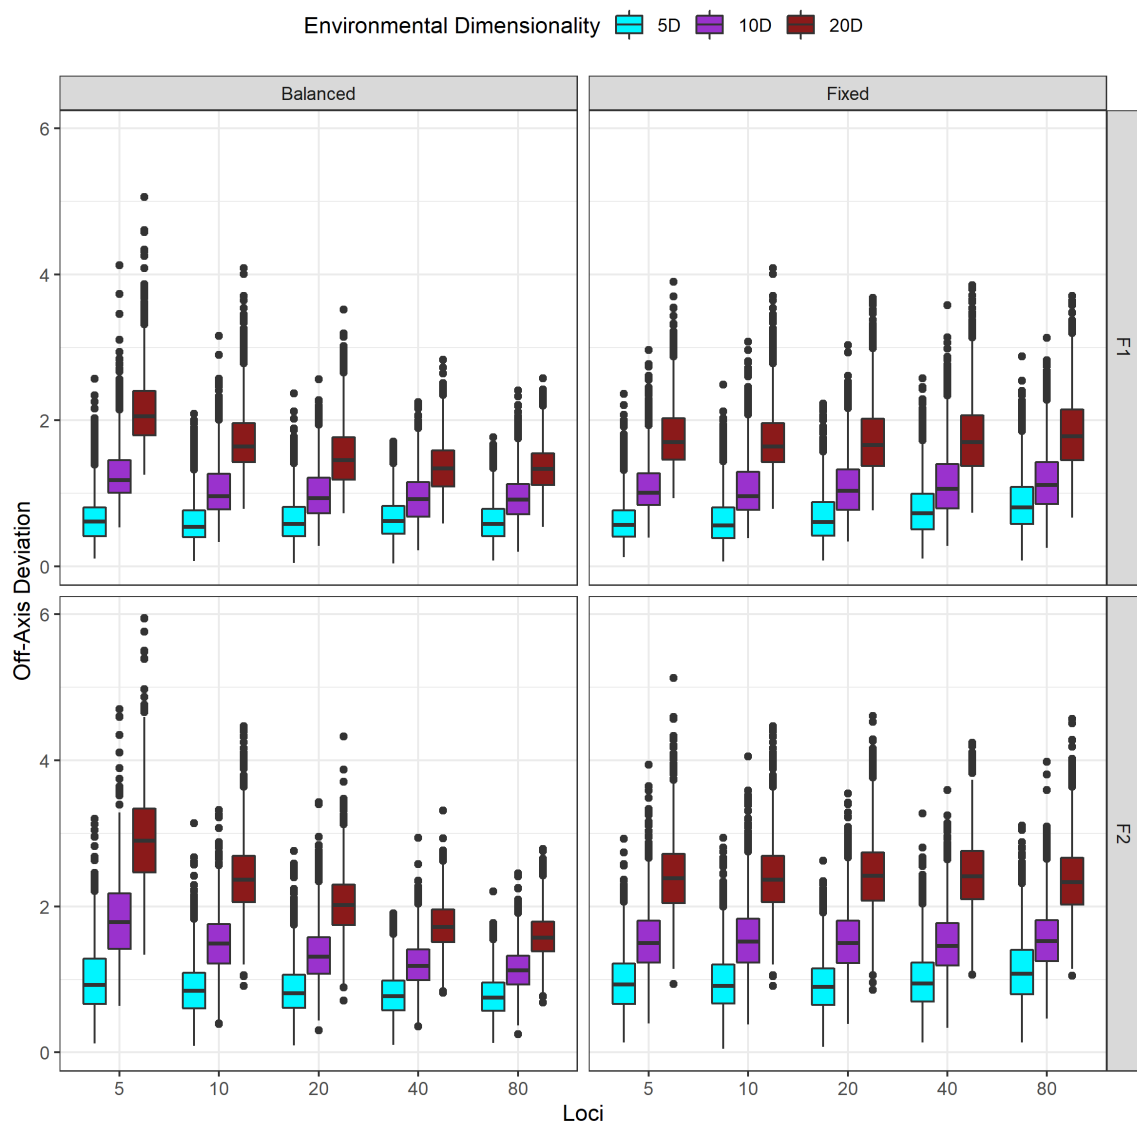 Environmental Dimensionality 5D 10D 20D
Balanced Fixed
6
4
2
0
F1
Off-Axis Deviation
6
4
2
0
F2
5 10 20 40 80 5 10 20 40 80
Loci